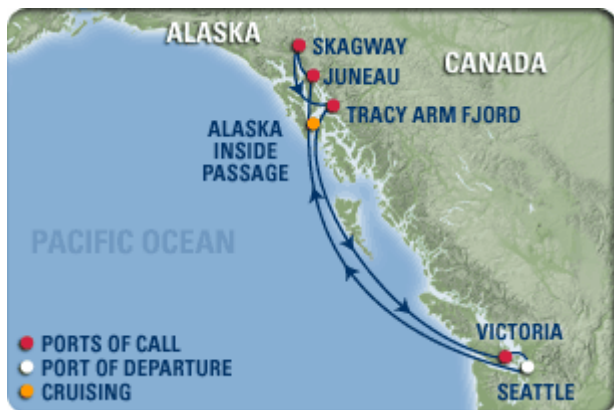 ALASKA
SKAGWAY
CANADA
JUNEAU
TRACY ARM FJORD
ALASKA
INSIDE
PASSAGE
PACIFIC OCEAN
PORTS OF CALL
PORT OF DEPARTURE
CRUISING
VICTORIA
SEATTLE